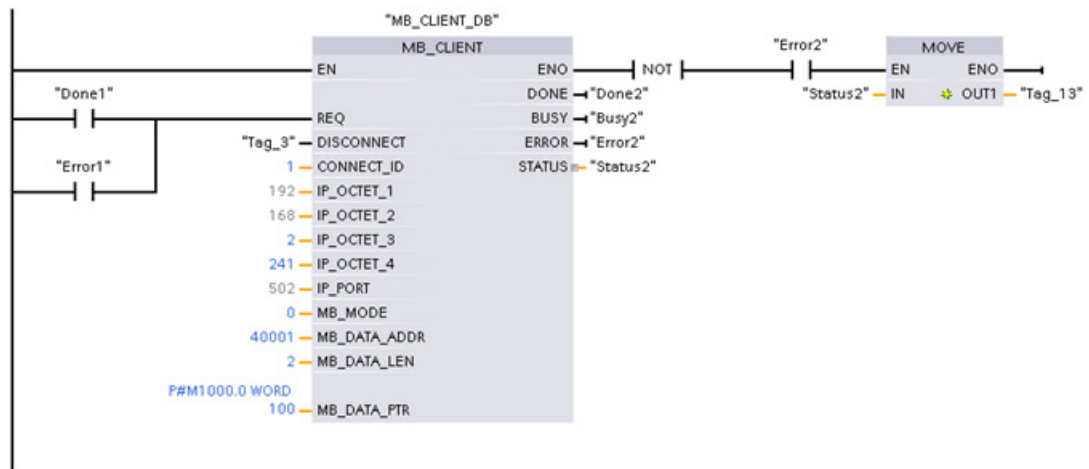 "MB_CLIENT_DB"
MB_CLIENT
EN ENO NOT "Error2" MOVE EN ENO
"Status2" IN OUT1 "Tag_13"
DONE "Done2"
"Done1"
REQ BUSY "Busy2"
"Tag_3" DISCONNECT ERROR "Error2"
"Error1"
1 CONNECT_ID STATUS "Status2"
192 IP_OCTET_1
168 IP_OCTET_2
2 IP_OCTET_3
241 IP_OCTET_4
502 IP_PORT
0 MB_MODE
40001 MB_DATA_ADDR
2 MB_DATA_LEN
P#M1000.0 WORD
100 MB_DATA_PTR